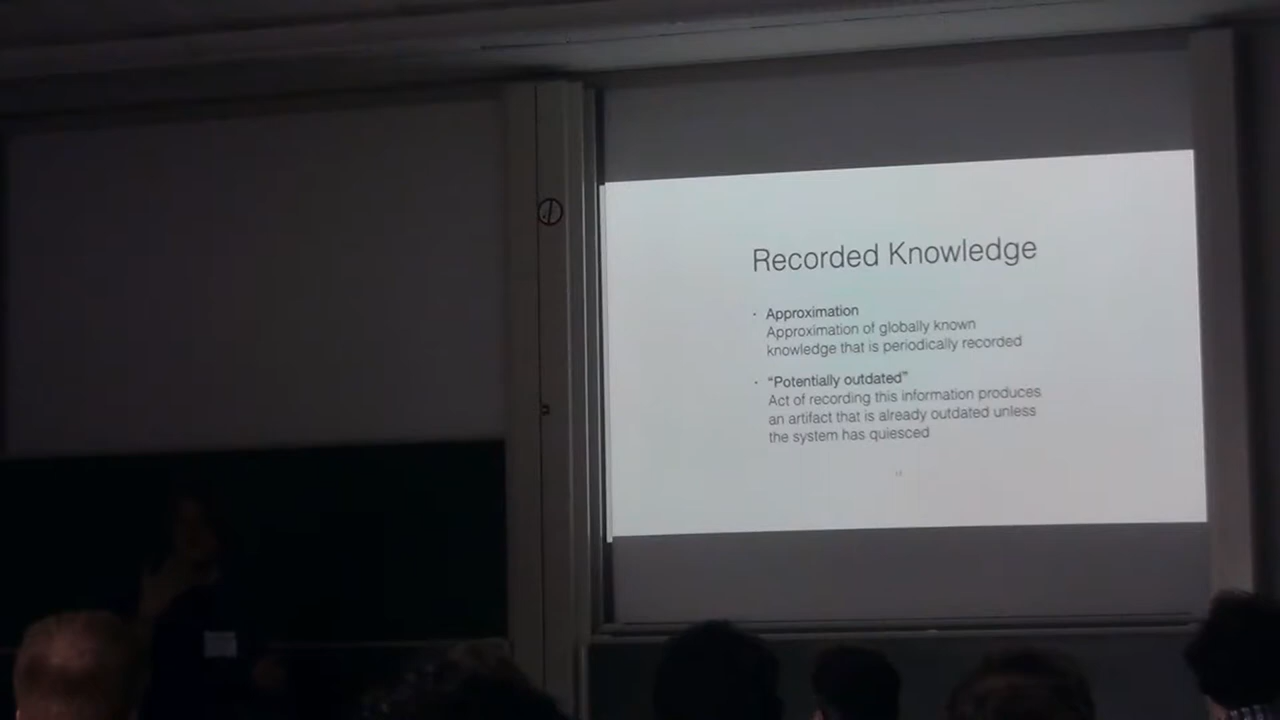 Recorded Knowledge
· Approximation
Approximation of globally known
knowledge that is periodically recorded
· “Potentially outdated”
Act of recording this information produces
an artifact that is already outdated unless
the system has quiesced